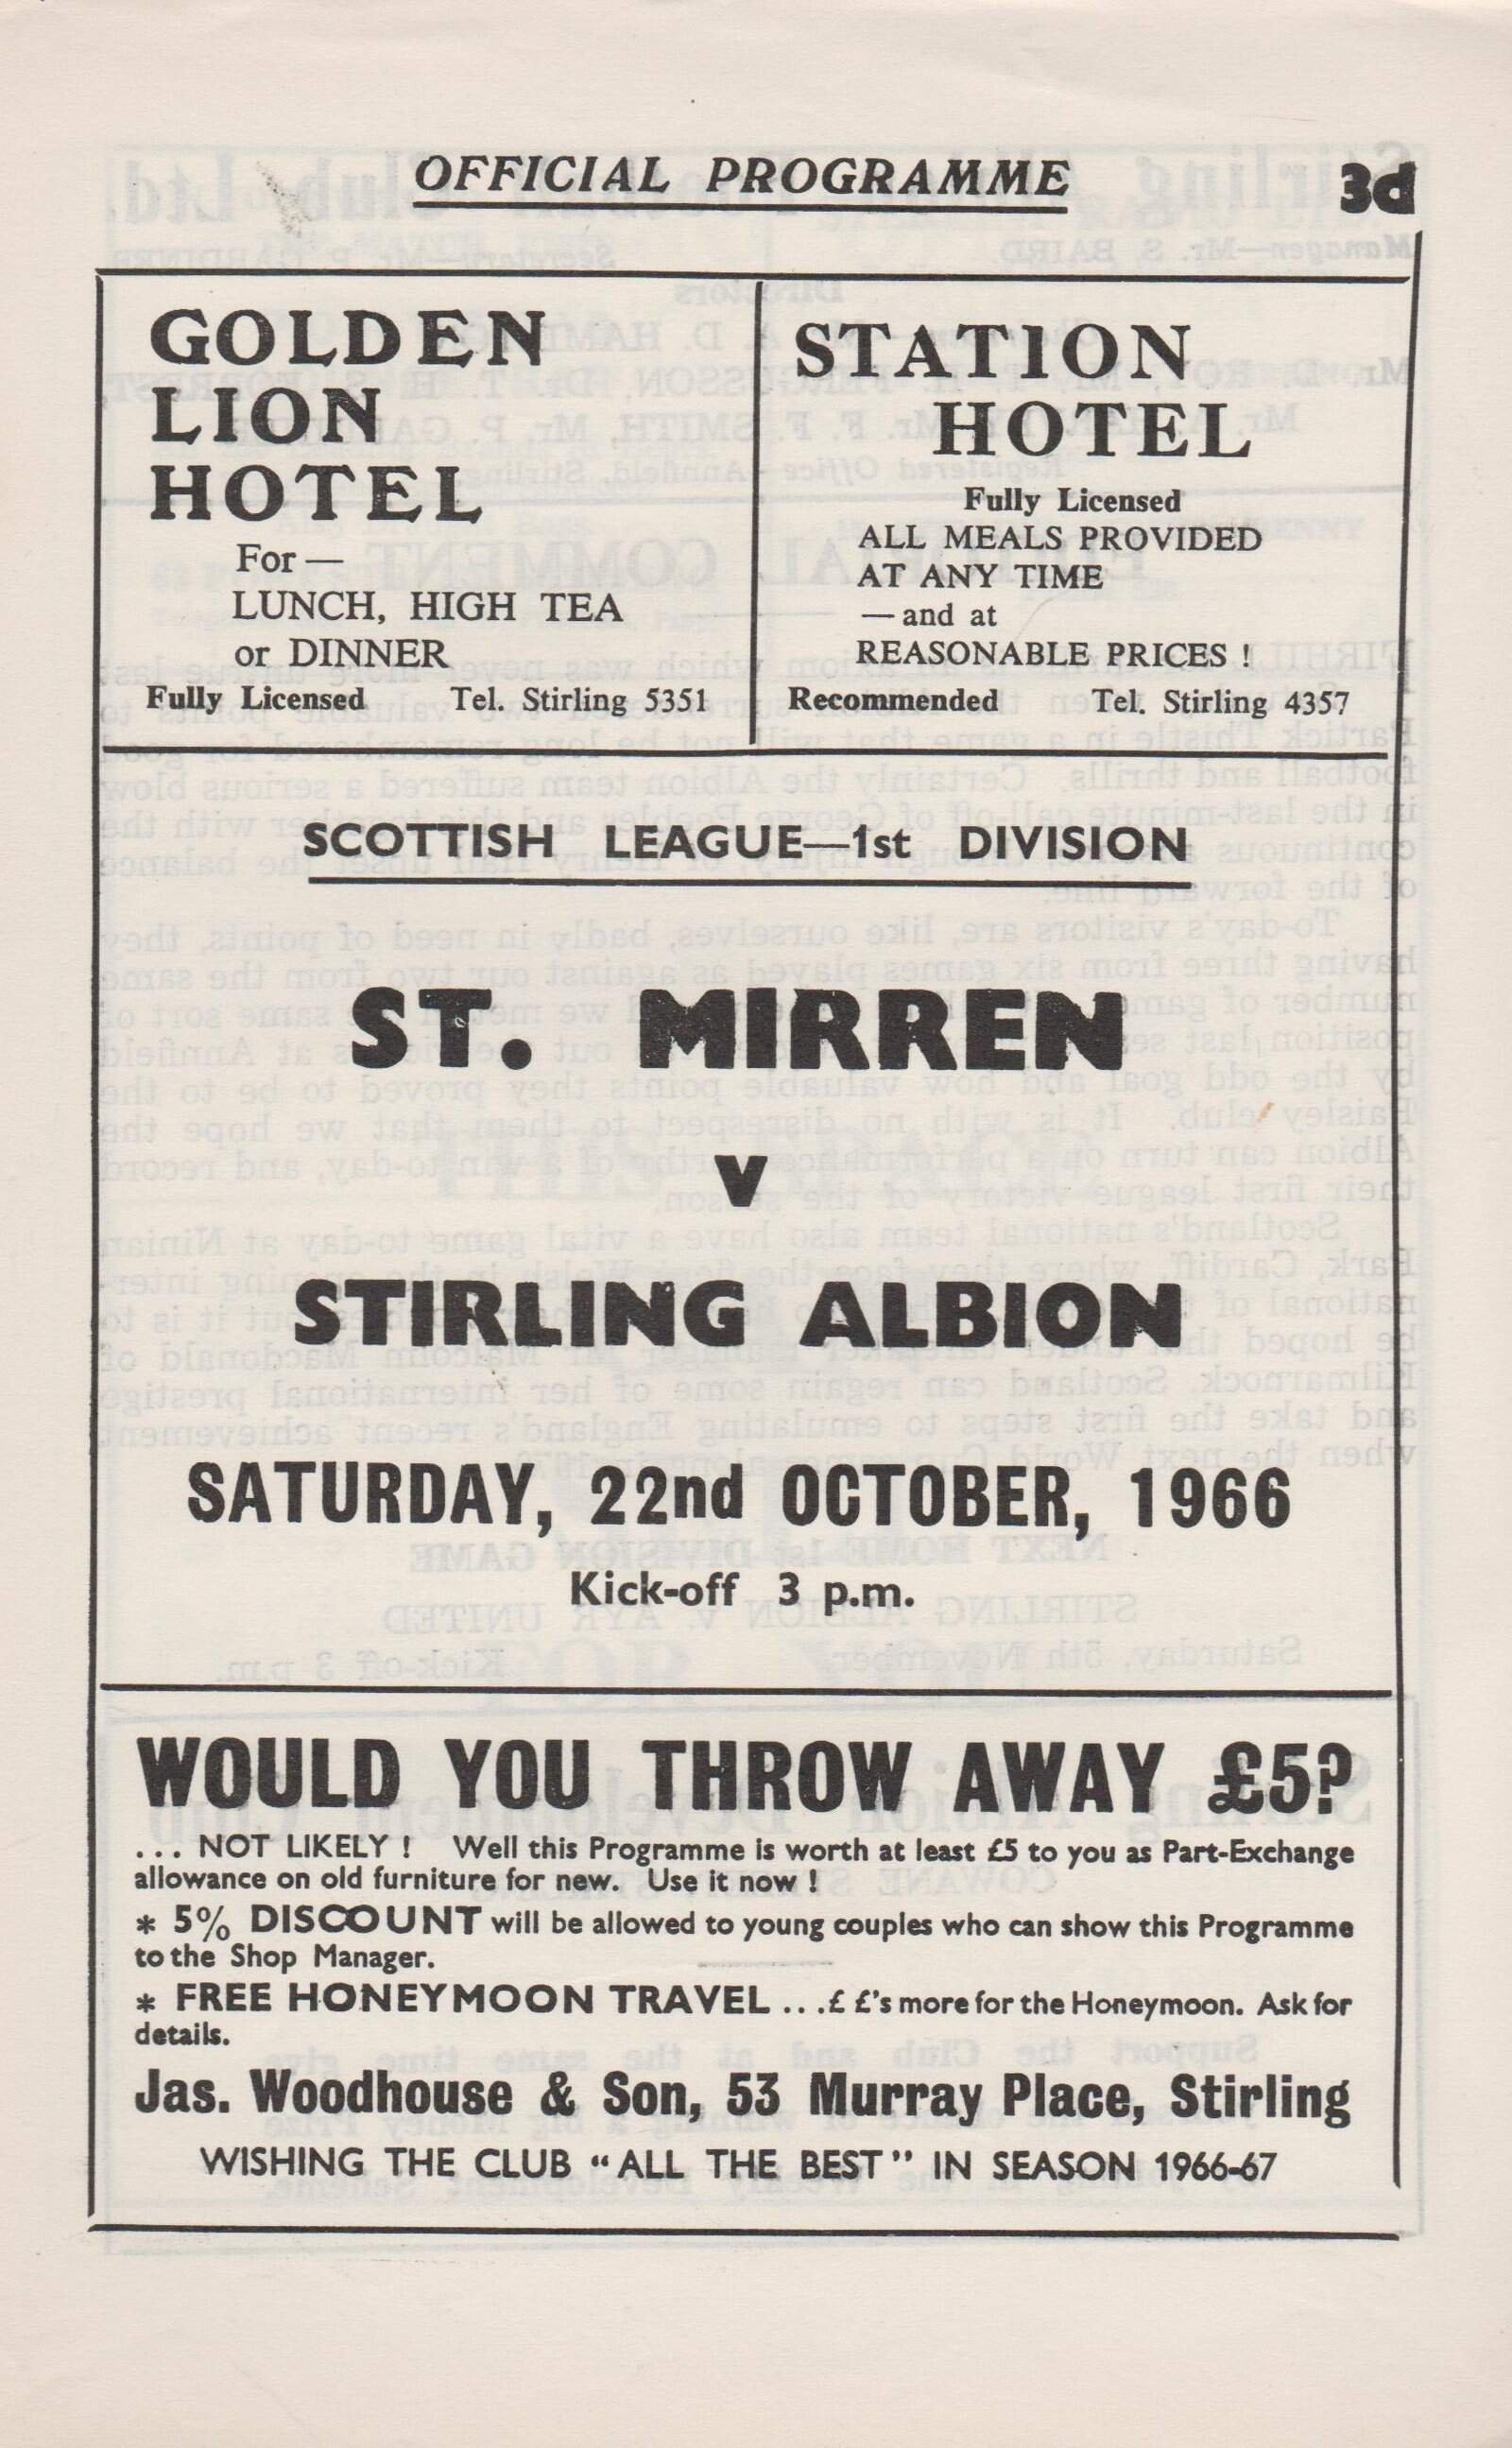 OFFICIAL PROGRAMME 3d
GOLDEN
LION
HOTEL
For —
LUNCH, HIGH TEA
or DINNER
Fully Licensed Tel. Stirling 5351
STATION
HOTEL
Fully Licensed
ALL MEALS PROVIDED
AT ANY TIME
— and at
REASONABLE PRICES !
Recommended Tel. Stirling 4357
SCOTTISH LEAGUE—1st DIVISION
ST. MIRREN
v
STIRLING ALBION
SATURDAY, 22nd OCTOBER, 1966
Kick-off 3 p.m.
WOULD YOU THROW AWAY £5?
... NOT LIKELY ! Well this Programme is worth at least £5 to you as Part-Exchange
allowance on old furniture for new. Use it now !
* 5% DISCOUNT will be allowed to young couples who can show this Programme
to the Shop Manager.
* FREE HONEYMOON TRAVEL ... £ £'s more for the Honeymoon. Ask for
details.
Jas. Woodhouse & Son, 53 Murray Place, Stirling
WISHING THE CLUB “ALL THE BEST” IN SEASON 1966-67